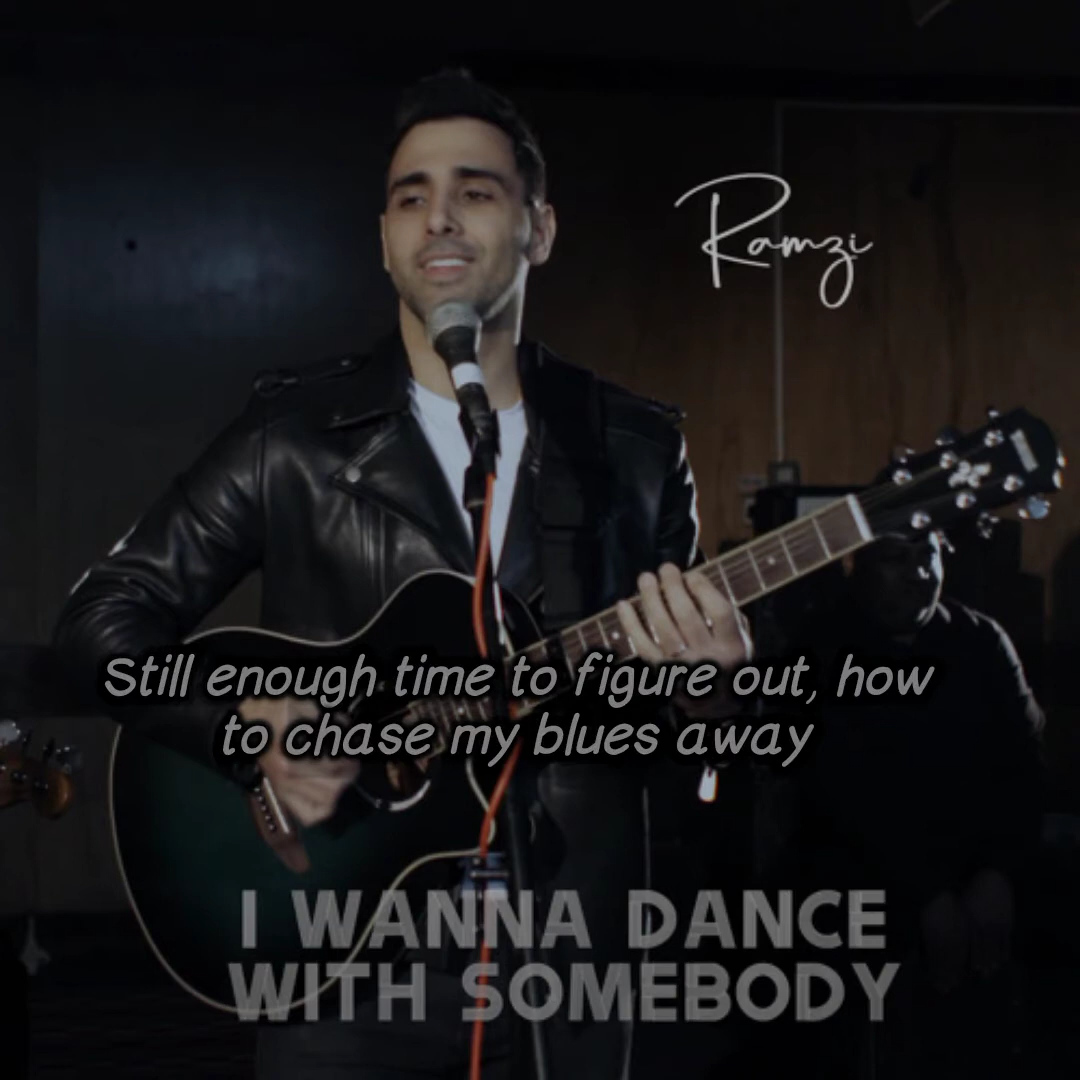 Ramzi
Still enough time to figure out, how
to chase my blues away
I WANNA DANCE
WITH SOMEBODY